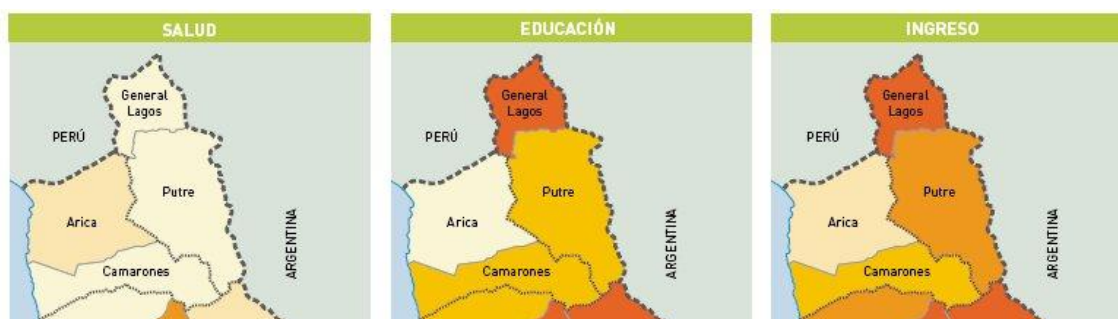 SALUD
General
Lagos
PERÚ
Putre
Arica
ARGENTINA
Camarones
EDUCACIÓN
General
Lagos
PERÚ
Putre
Arica
ARGENTINA
Camarones
INGRESO
General
Lagos
PERÚ
Putre
Arica
ARGENTINA
Camarones